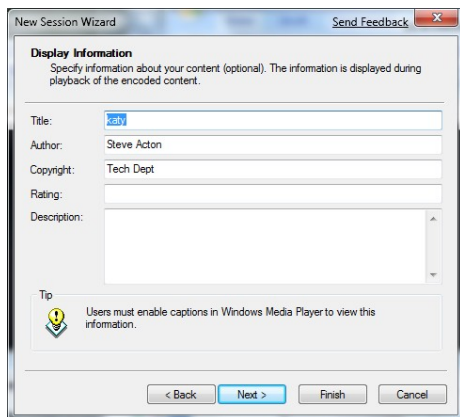 New Session Wizard
Send Feedback
Display Information
Specify information about your content (optional). The information is displayed during
playback of the encoded content.
Title:
katy
Author:
Steve Acton
Copyright:
Tech Dept
Rating:
Description:
Tip
Users must enable captions in Windows Media Player to view this
information.
< Back
Next >
Finish
Cancel